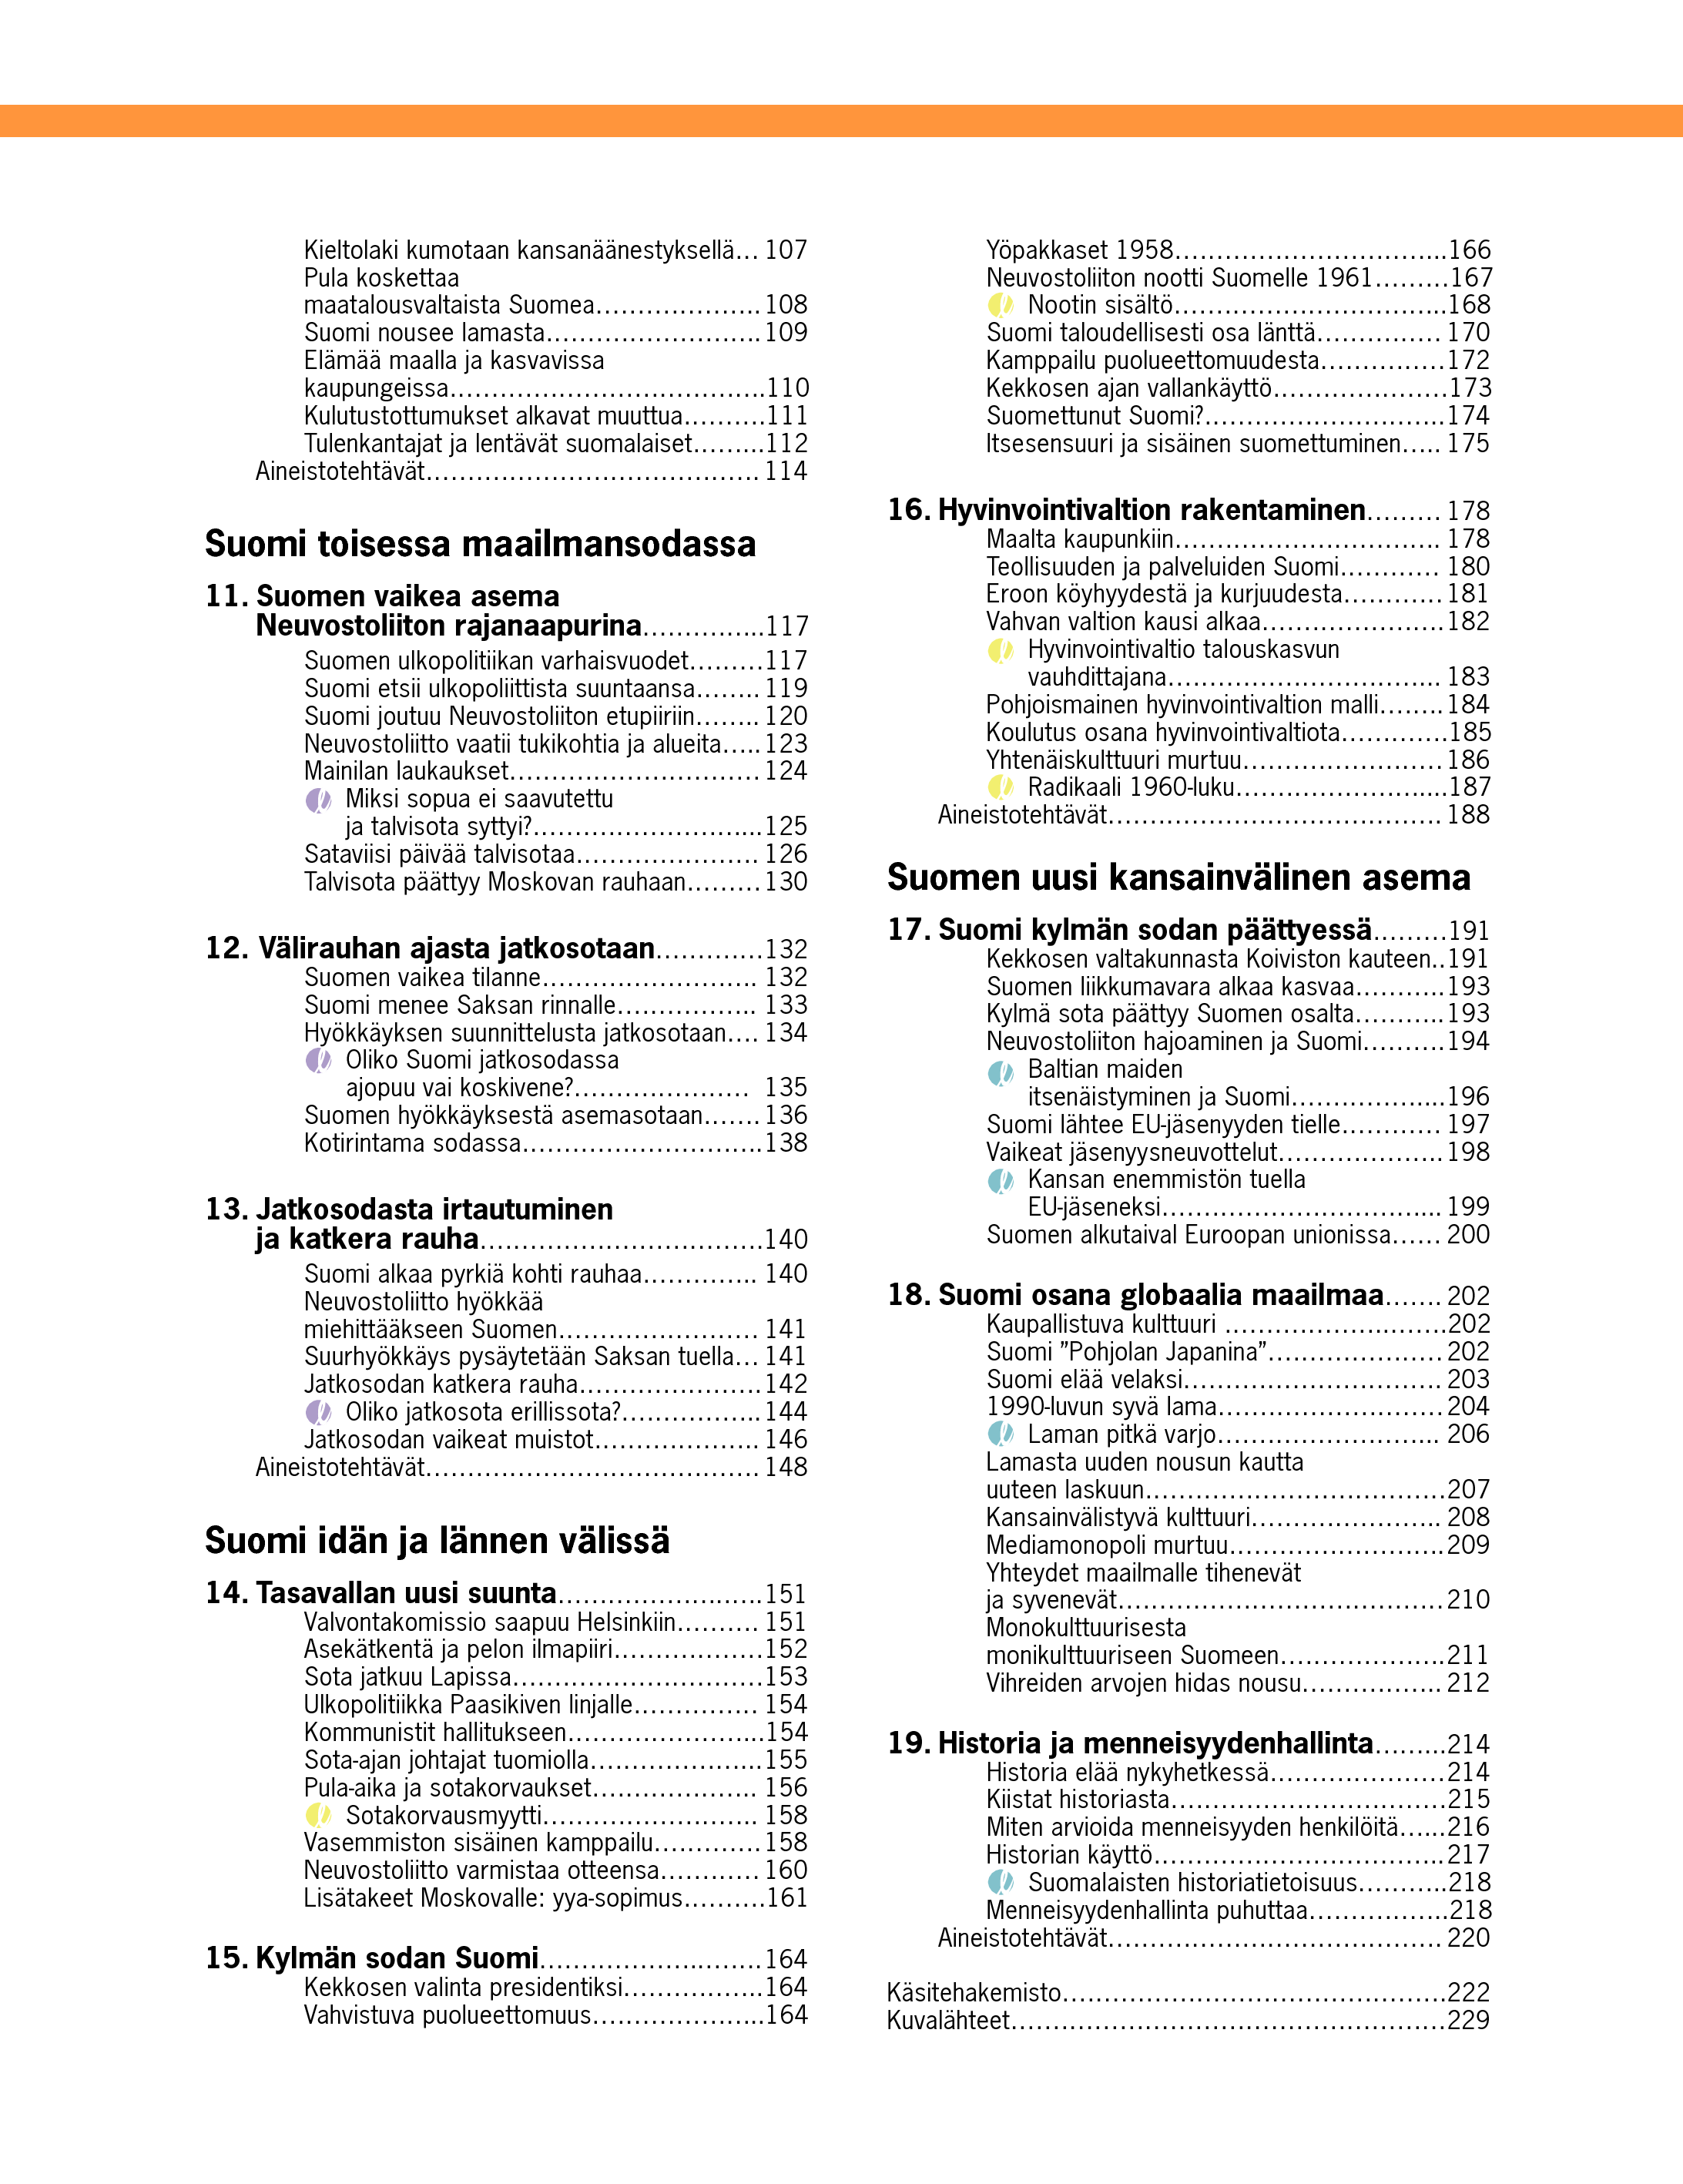 Kieltolaki kumotaan kansanäänestyksellä... 107
Pula koskettaa
maatalousvaltaista Suomea.................... 108
Suomi nousee lamasta.......................... 109
Elämää maalla ja kasvavissa
kaupungeissa......................................110
Kulutustottumukset alkavat muuttua..........111
Tulenkantajat ja lentävät suomalaiset.........112
Aineistotehtävät........................................ 114
Suomi toisessa maailmansodassa
11. Suomen vaikea asema
Neuvostoliiton rajanaapurina...............117
Suomen ulkopolitiikan varhaisvuodet.........117
Suomi etsii ulkopoliittista suuntaansa........ 119
Suomi joutuu Neuvostoliiton etupiiriin........ 120
Neuvostoliitto vaatii tukikohtia ja alueita..... 123
Mainilan laukaukset.............................. 124
Miksi sopua ei saavutettu
ja talvisota syttyi?............................125
Sataviisi päivää talvisotaa...................... 126
Talvisota päättyy Moskovan rauhaan......... 130
12. Välirauhan ajasta jatkosotaan.............132
Suomen vaikea tilanne.......................... 132
Suomi menee Saksan rinnalle................. 133
Hyökkäyksen suunnittelusta jatkosotaan.... 134
Oliko Suomi jatkosodassa
ajopuu vai koskivene?..................... 135
Suomen hyökkäyksestä asemasotaan....... 136
Kotirintama sodassa.............................138
13. Jatkosodasta irtautuminen
ja katkera rauha..................................140
Suomi alkaa pyrkiä kohti rauhaa.............. 140
Neuvostoliitto hyökkää
miehittääkseen Suomen........................ 141
Suurhyökkäys pysäytetään Saksan tuella... 141
Jatkosodan katkera rauha...................... 142
Oliko jatkosota erillissota?.................144
Jatkosodan vaikeat muistot.................... 146
Aineistotehtävät........................................ 148
Suomi idän ja lännen välissä
14. Tasavallan uusi suunta.........................151
Valvontakomissio saapuu Helsinkiin.......... 151
Asekätkentä ja pelon ilmapiiri..................152
Sota jatkuu Lapissa..............................153
Ulkopolitiikka Paasikiven linjalle............... 154
Kommunistit hallitukseen........................154
Sota-ajan johtajat tuomiolla.....................155
Pula-aika ja sotakorvaukset.................... 156
Sotakorvausmyytti.......................... 158
Vasemmiston sisäinen kamppailu............. 158
Neuvostoliitto varmistaa otteensa............ 160
Lisätakeet Moskovalle: yya-sopimus..........161
15. Kylmän sodan Suomi...........................164
Kekkosen valinta presidentiksi.................164
Vahvistuva puolueettomuus.....................164
Yöpakkaset 1958.................................166
Neuvostoliiton nootti Suomelle 1961.........167
Nootin sisältö.................................168
Suomi taloudellisesti osa länttä............... 170
Kamppailu puolueettomuudesta...............172
Kekkosen ajan vallankäyttö.....................173
Suomettunut Suomi?.............................174
Itsesensuuri ja sisäinen suomettuminen..... 175
16. Hyvinvointivaltion rakentaminen......... 178
Maalta kaupunkiin................................ 178
Teollisuuden ja palveluiden Suomi............ 180
Eroon köyhyydestä ja kurjuudesta............ 181
Vahvan valtion kausi alkaa......................182
Hyvinvointivaltio talouskasvun
vauhdittajana................................. 183
Pohjoismainen hyvinvointivaltion malli........ 184
Koulutus osana hyvinvointivaltiota.............185
Yhtenäiskulttuuri murtuu........................ 186
Radikaali 1960-luku..........................187
Aineistotehtävät........................................ 188
Suomen uusi kansainvälinen asema
17. Suomi kylmän sodan päättyessä.........191
Kekkosen valtakunnasta Koiviston kauteen..191
Suomen liikkumavara alkaa kasvaa...........193
Kylmä sota päättyy Suomen osalta...........193
Neuvostoliiton hajoaminen ja Suomi..........194
Baltian maiden
itsenäistyminen ja Suomi...................196
Suomi lähtee EU-jäsenyyden tielle............ 197
Vaikeat jäsenyysneuvottelut.................... 198
Kansan enemmistön tuella
EU-jäseneksi.................................. 199
Suomen alkutaival Euroopan unionissa...... 200
18. Suomi osana globaalia maailmaa....... 202
Kaupallistuva kulttuuri ...........................202
Suomi ”Pohjolan Japanina”..................... 202
Suomi elää velaksi............................... 203
1990-luvun syvä lama........................... 204
Laman pitkä varjo........................... 206
Lamasta uuden nousun kautta
uuteen laskuun....................................207
Kansainvälistyvä kulttuuri....................... 208
Mediamonopoli murtuu..........................209
Yhteydet maailmalle tihenevät
ja syvenevät.......................................210
Monokulttuurisesta
monikulttuuriseen Suomeen....................211
Vihreiden arvojen hidas nousu................. 212
19. Historia ja menneisyydenhallinta.........214
Historia elää nykyhetkessä.....................214
Kiistat historiasta.................................215
Miten arvioida menneisyyden henkilöitä......216
Historian käyttö...................................217
Suomalaisten historiatietoisuus...........218
Menneisyydenhallinta puhuttaa.................218
Aineistotehtävät........................................ 220
Käsitehakemisto..............................................222
Kuvalähteet....................................................229